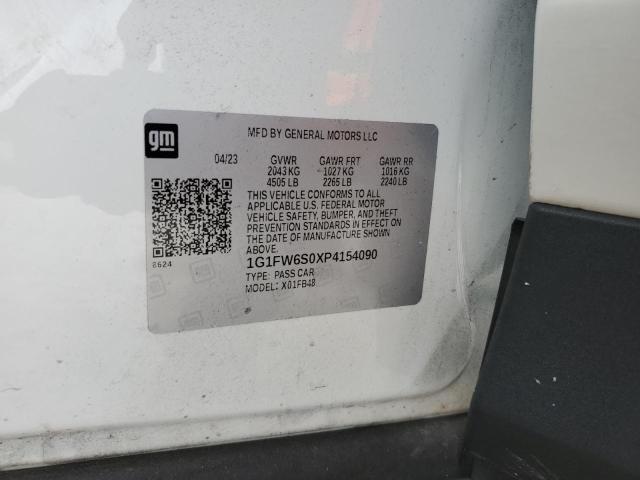 gm
MFD BY GENERAL MOTORS LLC
04/23 GVWR GAWR FRT GAWR RR
2043 KG 1027 KG 1016 KG
4505 LB 2265 LB 2240 LB
THIS VEHICLE CONFORMS TO ALL
APPLICABLE U.S. FEDERAL MOTOR
VEHICLE SAFETY, BUMPER, AND THEFT
PREVENTION STANDARDS IN EFFECT ON
THE DATE OF MANUFACTURE SHOWN
ABOVE.
8624
1G1FW6S0XP4154090
TYPE: PASS CAR
MODEL: X01FB48